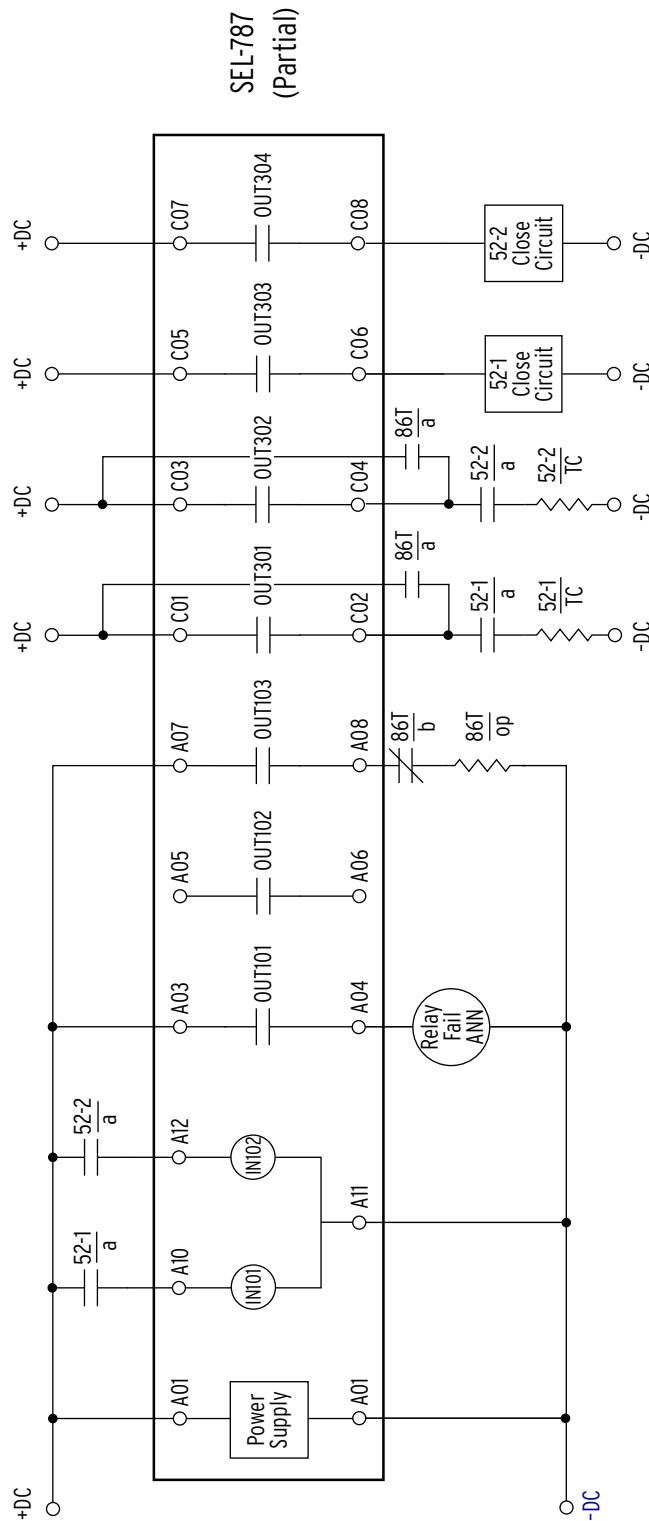 SEL-787
(Partial)
+DC
+DC
+DC
+DC
+DC
52-1
a
52-2
a
A01
A10
A12
A03
A05
A07
C01
C03
C05
C07
Power
Supply
IN101
IN102
OUT101
OUT102
OUT103
OUT301
OUT302
OUT303
OUT304
A01
A11
A04
A06
A08
C02
C04
C06
C08
Relay
Fail
ANN
86T
b
86T
op
86T
a
52-1
a
52-1
TC
86T
a
52-2
a
52-2
TC
52-1
Close
Circuit
52-2
Close
Circuit
-DC
-DC
-DC
-DC
-DC